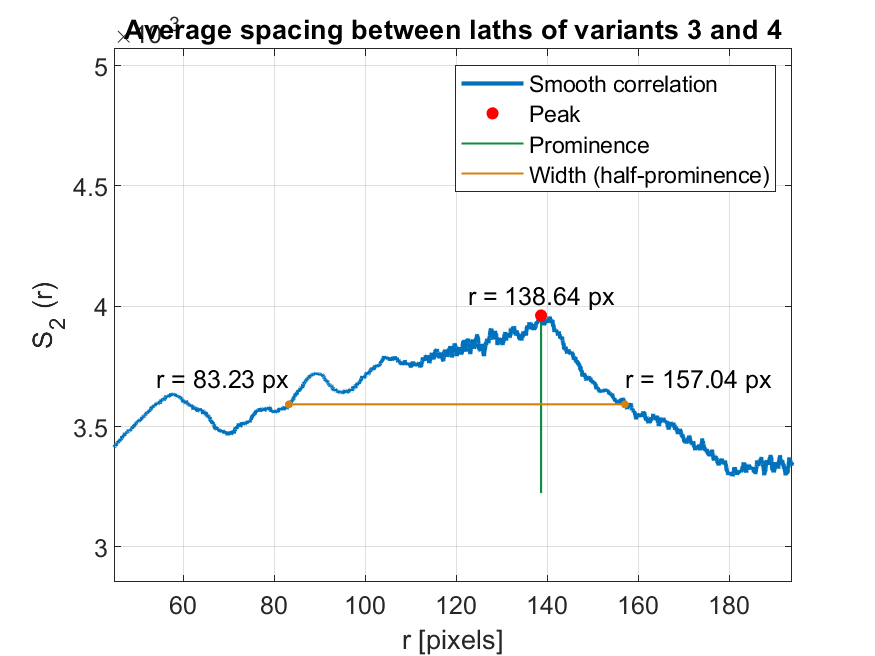 ×10⁻³
Average spacing between laths of variants 3 and 4
5
4.5
4
3.5
3
S₂ (r)
Smooth correlation
Peak
Prominence
Width (half-prominence)
r = 138.64 px
r = 83.23 px
r = 157.04 px
60 80 100 120 140 160 180
r [pixels]